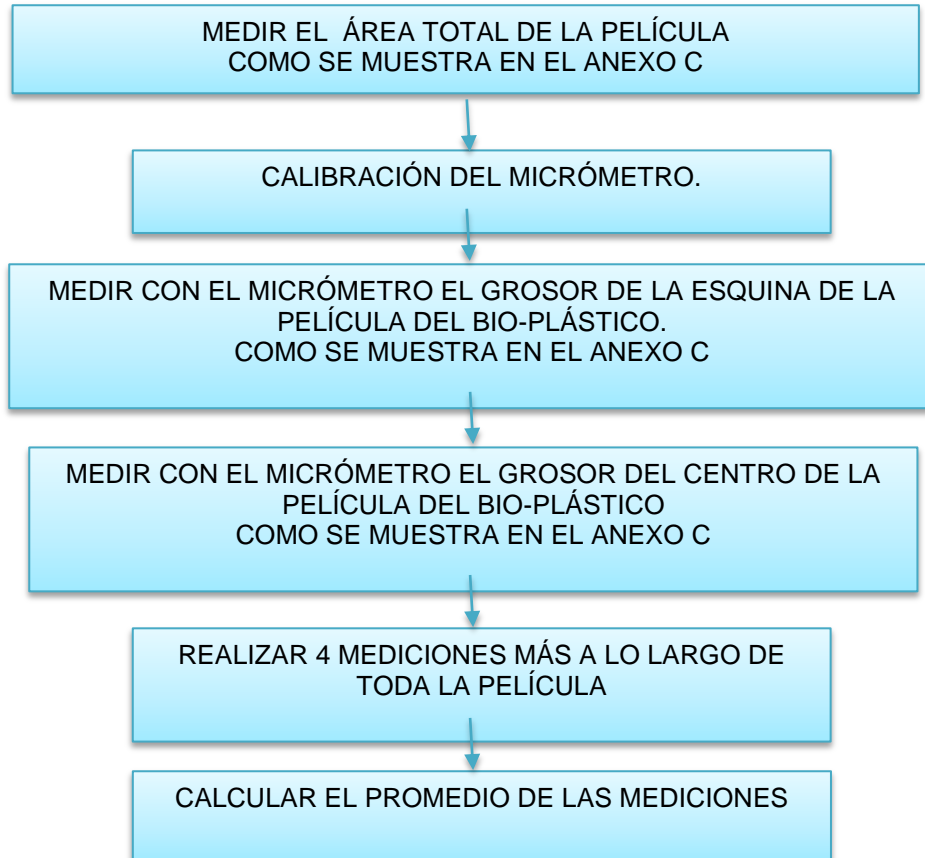 MEDIR EL ÁREA TOTAL DE LA PELÍCULA
COMO SE MUESTRA EN EL ANEXO C
CALIBRACIÓN DEL MICRÓMETRO.
MEDIR CON EL MICRÓMETRO EL GROSOR DE LA ESQUINA DE LA
PELÍCULA DEL BIO-PLÁSTICO.
COMO SE MUESTRA EN EL ANEXO C
MEDIR CON EL MICRÓMETRO EL GROSOR DEL CENTRO DE LA
PELÍCULA DEL BIO-PLÁSTICO
COMO SE MUESTRA EN EL ANEXO C
REALIZAR 4 MEDICIONES MÁS A LO LARGO DE
TODA LA PELÍCULA
CALCULAR EL PROMEDIO DE LAS MEDICIONES